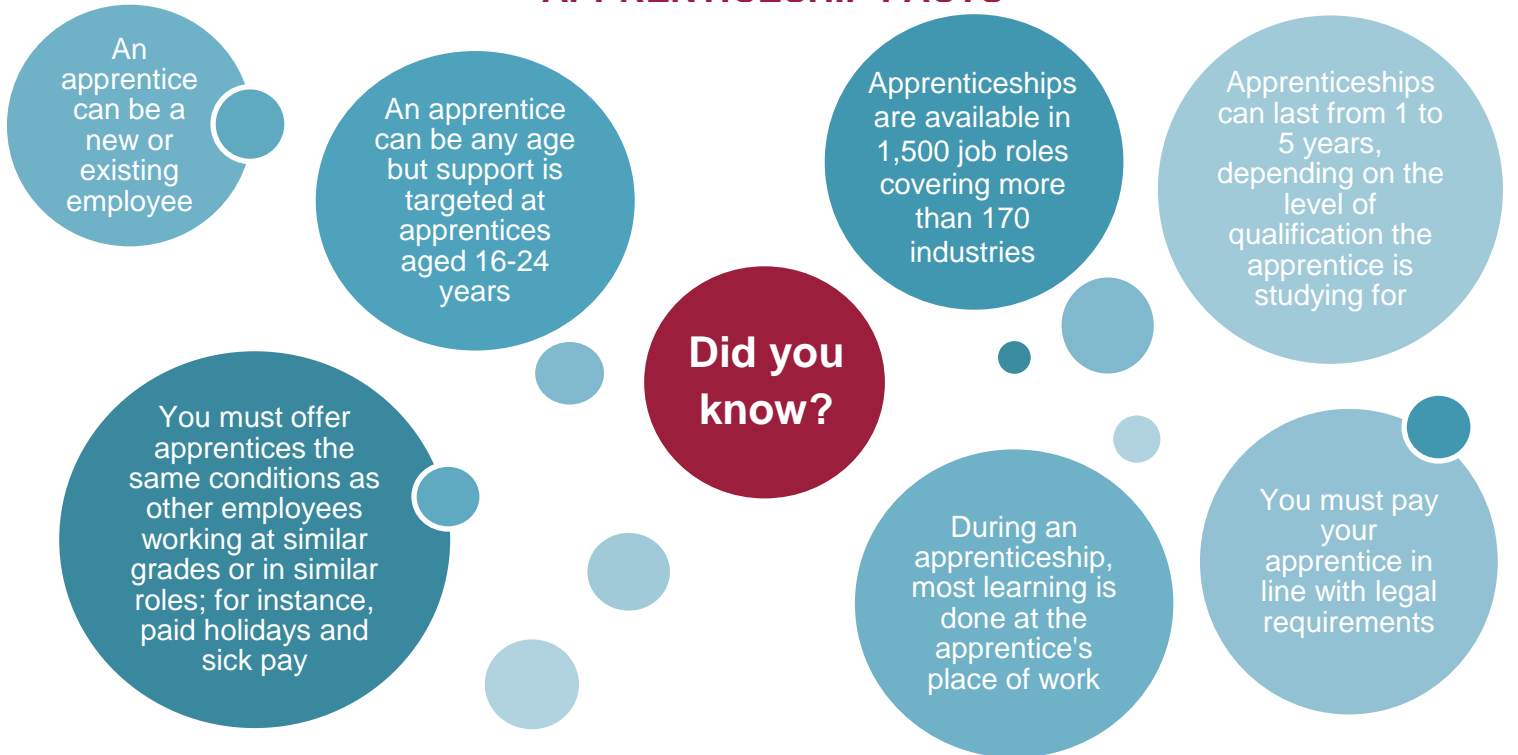 APPRENTICESHIP FACTS
An
apprentice
can be a
new or
existing
employee
An apprentice
can be any age
but support is
targeted at
apprentices
aged 16-24
years
Apprenticeships
are available in
1,500 job roles
covering more
than 170
industries
Apprenticeships
can last from 1 to
5 years,
depending on the
level of
qualification the
apprentice is
studying for
Did you
know?
You must offer
apprentices the
same conditions as
other employees
working at similar
grades or in similar
roles; for instance,
paid holidays and
sick pay
During an
apprenticeship,
most learning is
done at the
apprentice's
place of work
You must pay
your
apprentice in
line with legal
requirements